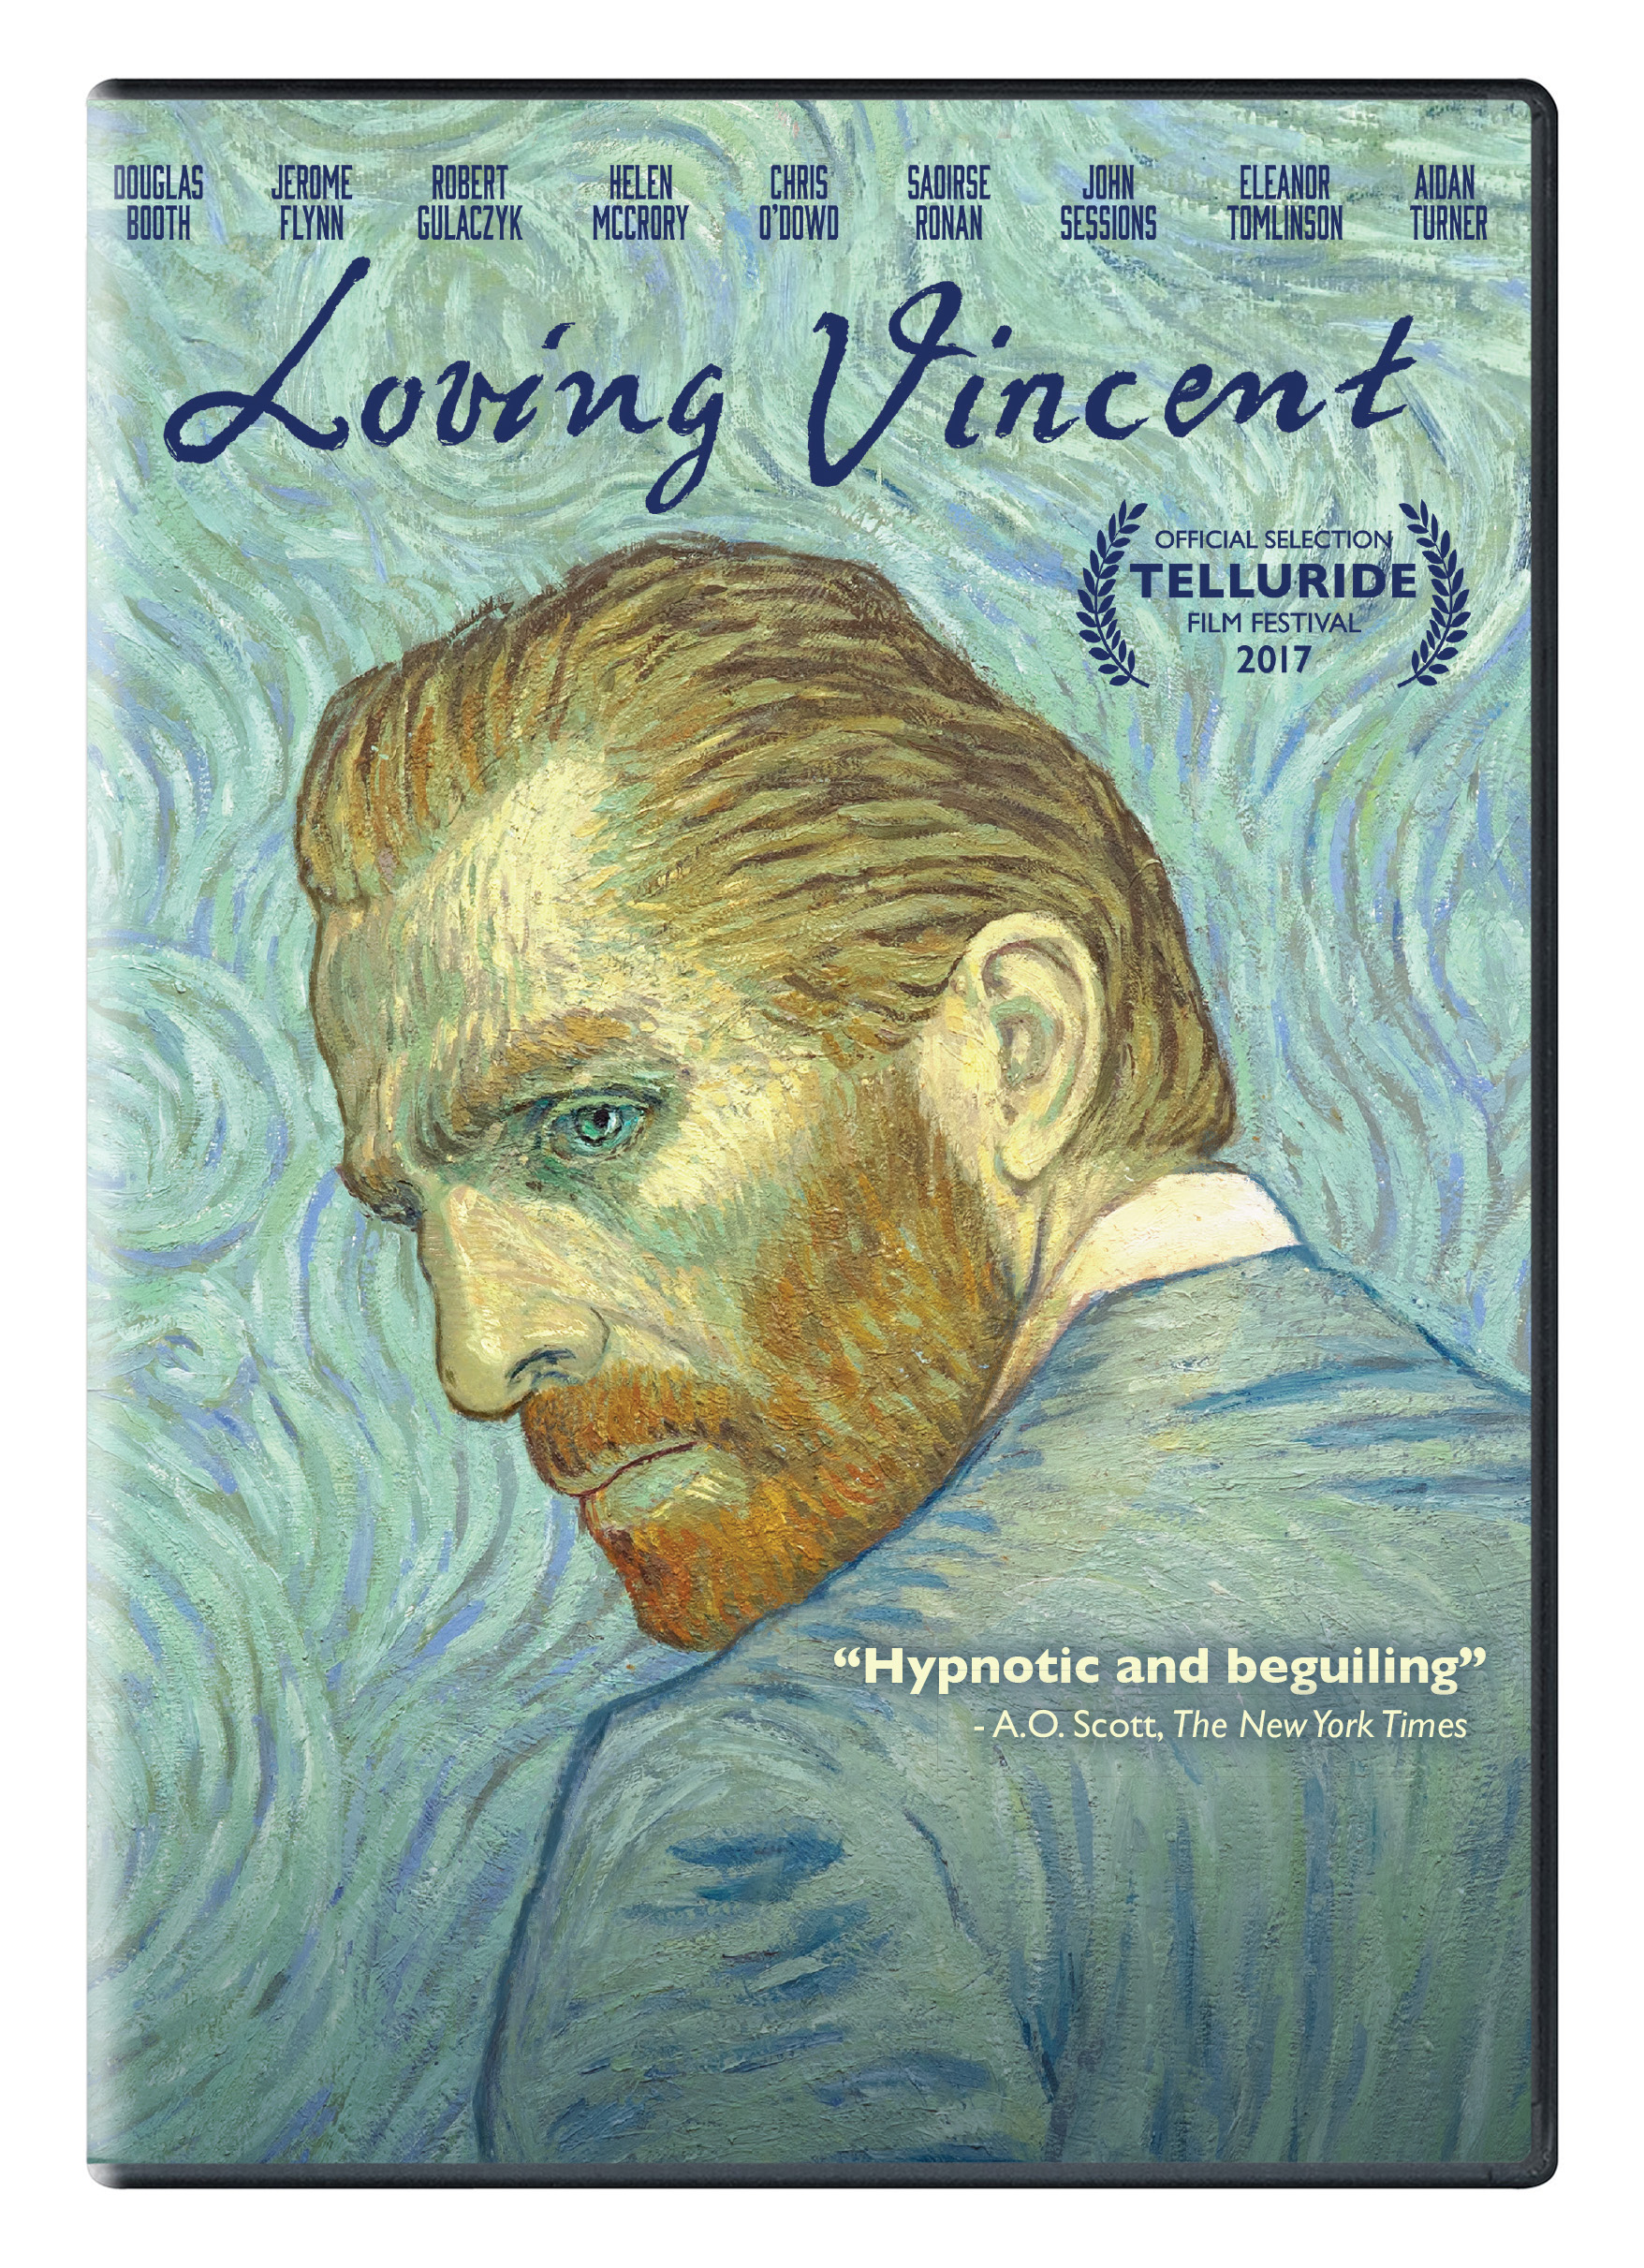 DOUGLAS JEROME ROBERT HELEN CHRIS SAOIRSE JOHN ELEANOR AIDAN
BOOTH FLYNN GULACZYK MCCRORY O'DOWD RONAN SESSIONS TOMLINSON TURNER
Loving Vincent
OFFICIAL SELECTION
TELLURIDE
FILM FESTIVAL
2017
“Hypnotic and beguiling”
- A.O. Scott, The New York Times